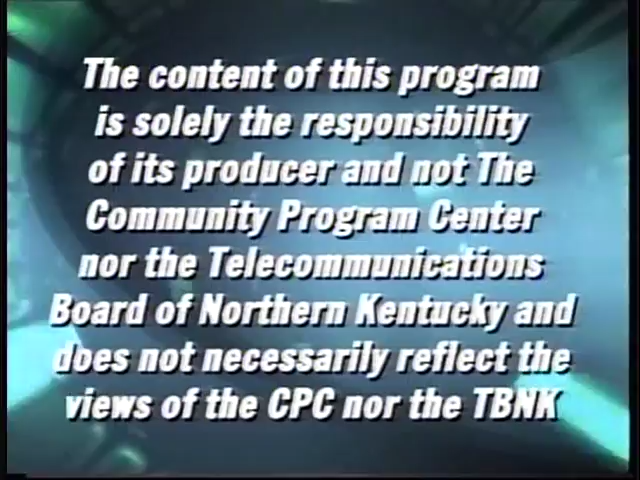 The content of this program
is solely the responsibility
of its producer and not The
Community Program Center
nor the Telecommunications
Board of Northern Kentucky and
does not necessarily reflect the
views of the CPC nor the TBNK